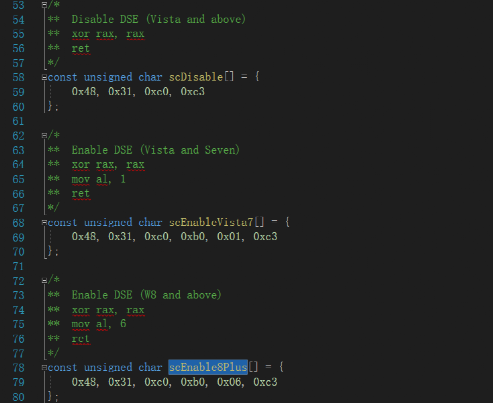 53 /*
54 ** Disable DSE (Vista and above)
55 ** xor rax, rax
56 ** ret
57 */
58 const unsigned char scDisable[] = {
59 0x48, 0x31, 0xc0, 0xc3
60 };
61
62 /*
63 ** Enable DSE (Vista and Seven)
64 ** xor rax, rax
65 ** mov al, 1
66 ** ret
67 */
68 const unsigned char scEnableVista7[] = {
69 0x48, 0x31, 0xc0, 0xb0, 0x01, 0xc3
70 };
71
72 /*
73 ** Enable DSE (W8 and above)
74 ** xor rax, rax
75 ** mov al, 6
76 ** ret
77 */
78 const unsigned char scEnable8Plus[] = {
79 0x48, 0x31, 0xc0, 0xb0, 0x06, 0xc3
80 };